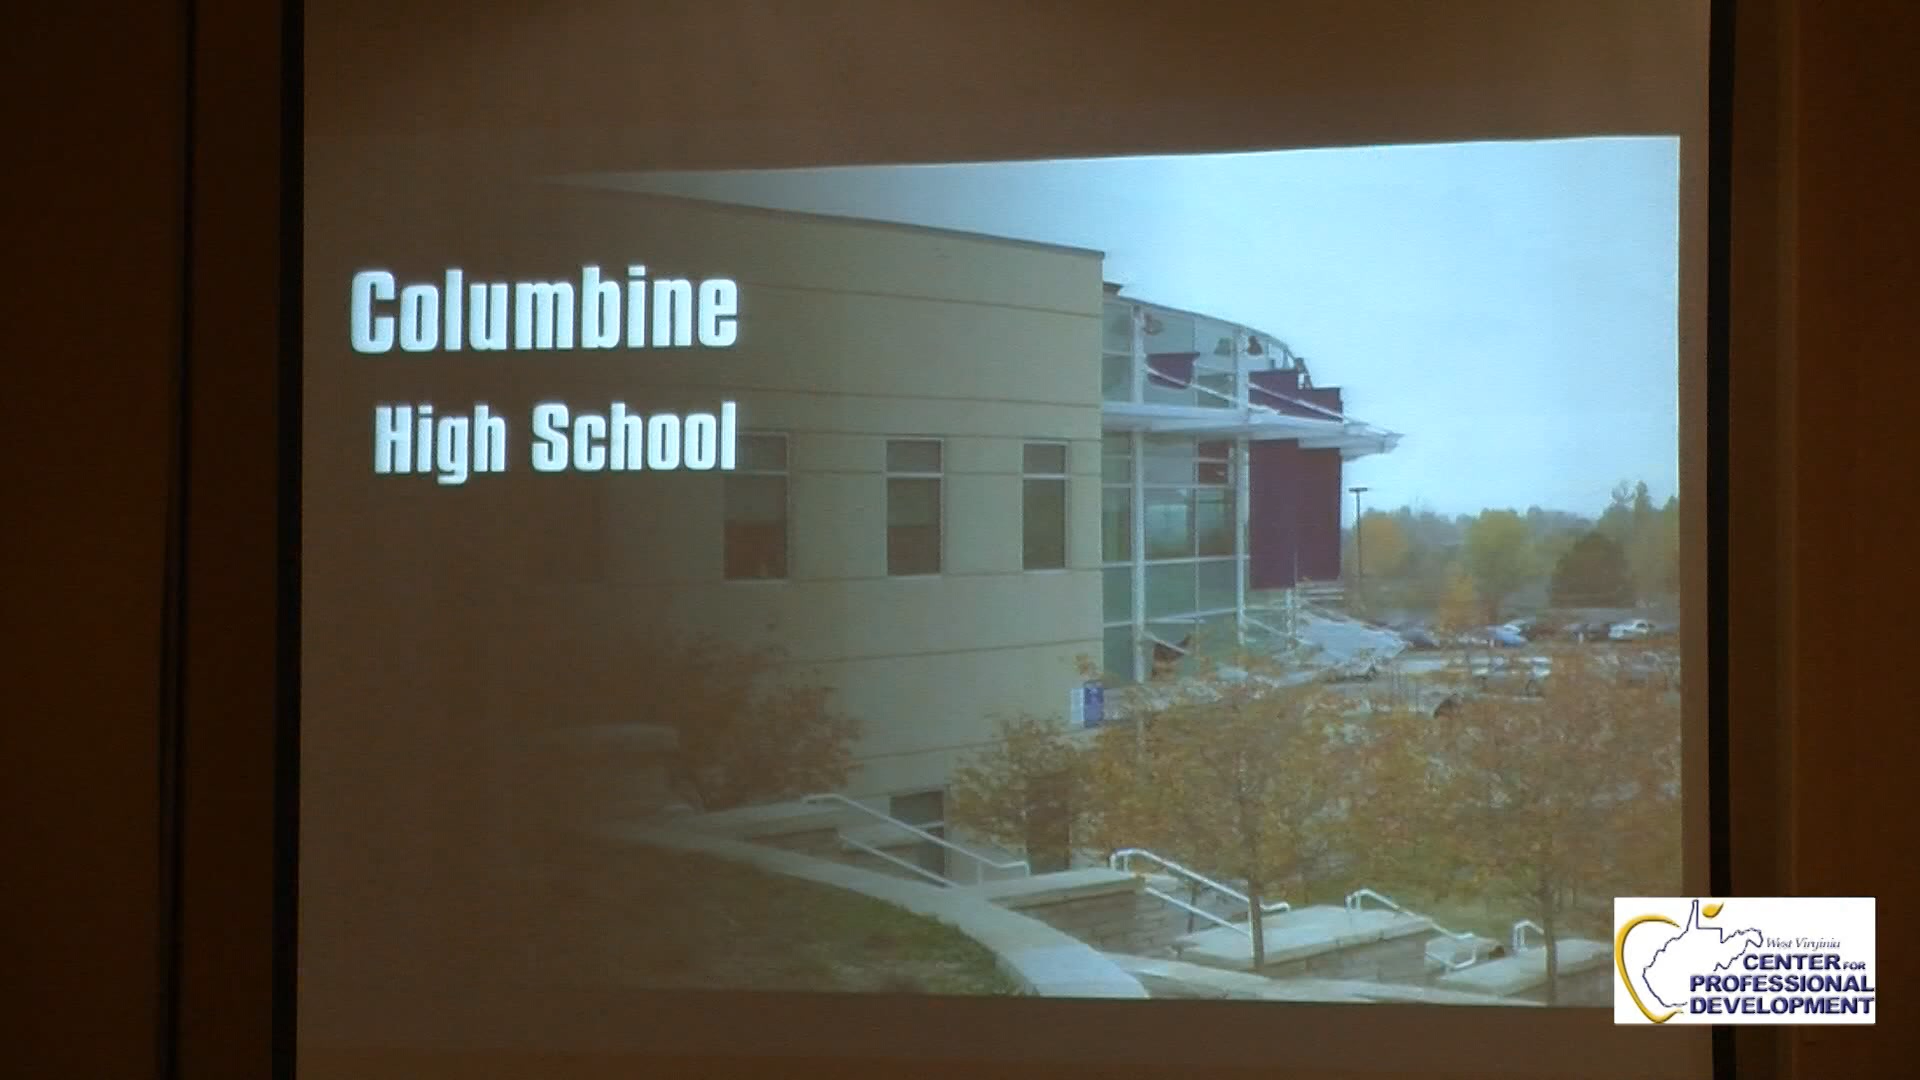 Columbine
High School
West Virginia
CENTER FOR
PROFESSIONAL
DEVELOPMENT